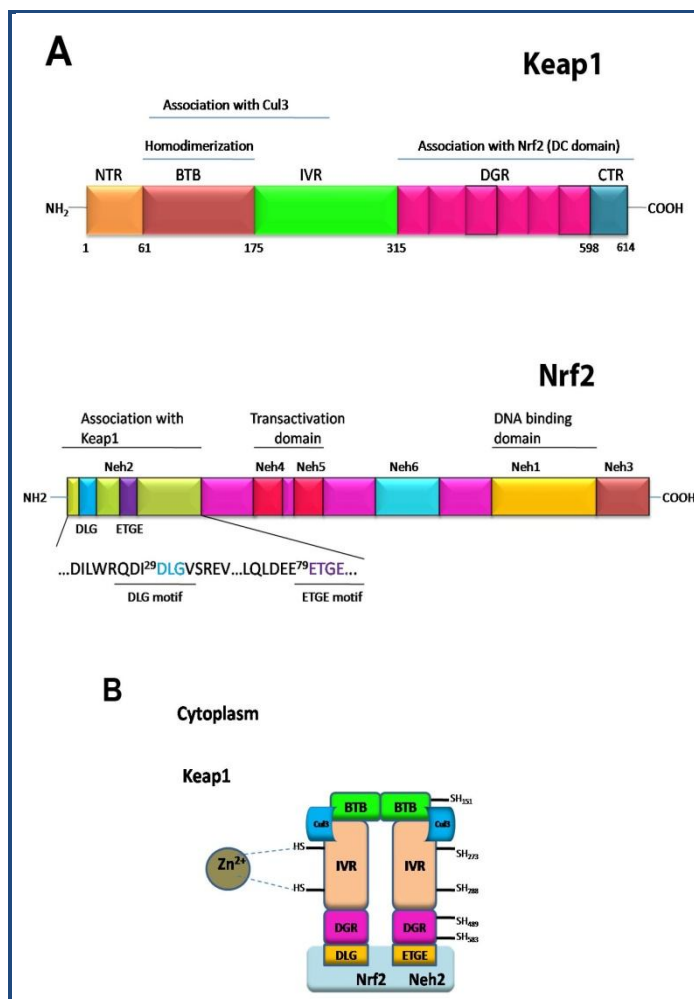 A
Keap1
Association with Cul3
Homodimerization
Association with Nrf2 (DC domain)
NTR BTB IVR DGR CTR
NH2 COOH
1 61 175 315 598 614
Nrf2
Association with Keap1
Transactivation domain
DNA binding domain
Neh2 Neh4 Neh5 Neh6 Neh1 Neh3
NH2 COOH
DLG ETGE
...DILWRQDI29DLGVSREV...LQLDEE79ETGE...
DLG motif ETGE motif
B
Cytoplasm
Keap1
BTB BTB SH151
Cul3 Cul3
HS SH273
Zn2+ IVR IVR
HS SH288
DGR DGR SH489
SH583
DLG ETGE
Nrf2 Neh2